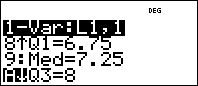 DEG
1-Var:L1,1
8↑Q1=6.75
9:Med=7.25
A↓Q3=8